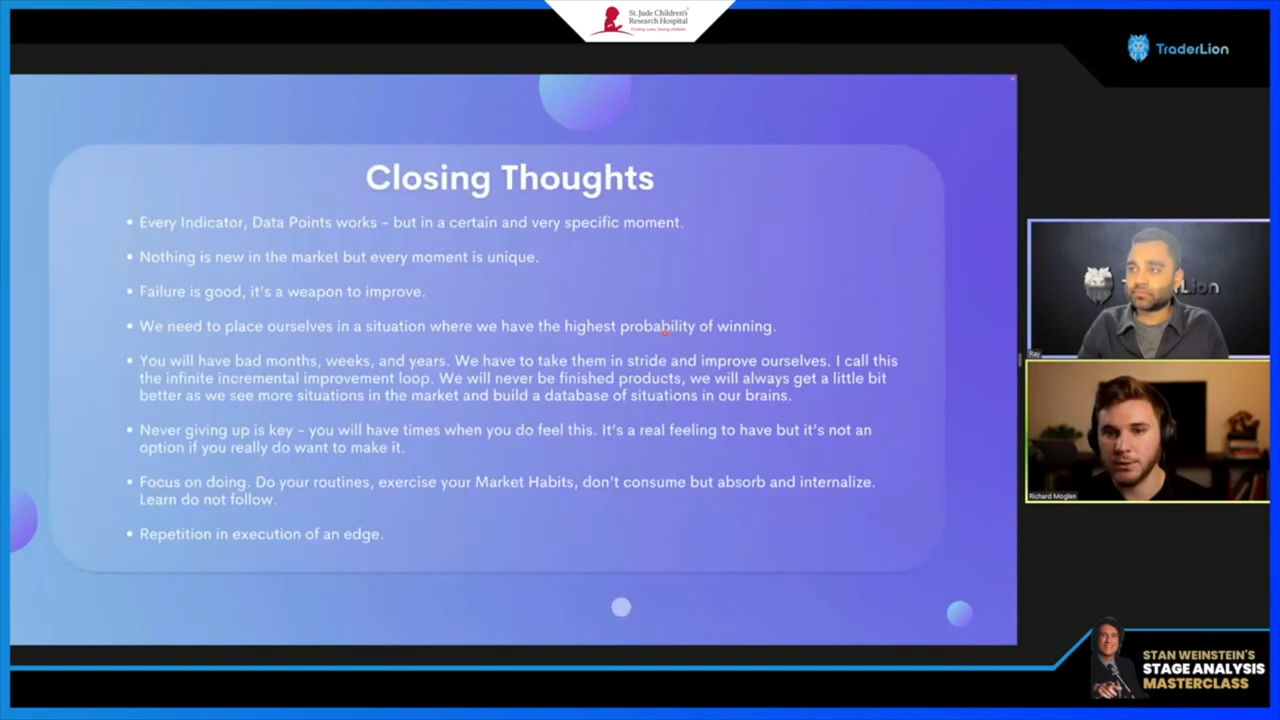 St. Jude Children's
Research Hospital
Finding cures. Saving children.
TraderLion
Closing Thoughts
• Every Indicator, Data Points works - but in a certain and very specific moment.
• Nothing is new in the market but every moment is unique.
• Failure is good, it's a weapon to improve.
• We need to place ourselves in a situation where we have the highest probability of winning.
• You will have bad months, weeks, and years. We have to take them in stride and improve ourselves. I call this
the infinite incremental improvement loop. We will never be finished products, we will always get a little bit
better as we see more situations in the market and build a database of situations in our brains.
• Never giving up is key - you will have times when you do feel this. It's a real feeling to have but it's not an
option if you really do want to make it.
• Focus on doing. Do your routines, exercise your Market Habits, don't consume but absorb and internalize.
Learn do not follow.
• Repetition in execution of an edge.
Ray
Richard Moglen
STAN WEINSTEIN'S
STAGE ANALYSIS
MASTERCLASS